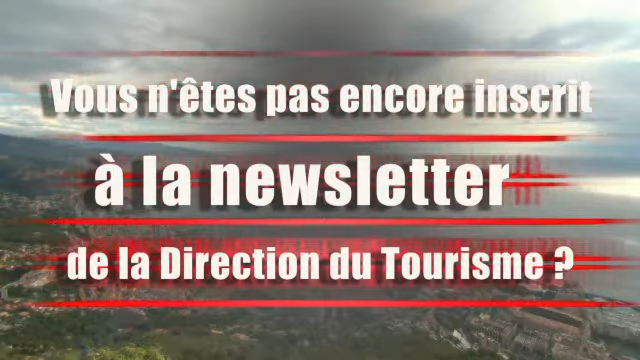 Vous n'êtes pas encore inscrit
à la newsletter
de la Direction du Tourisme ?